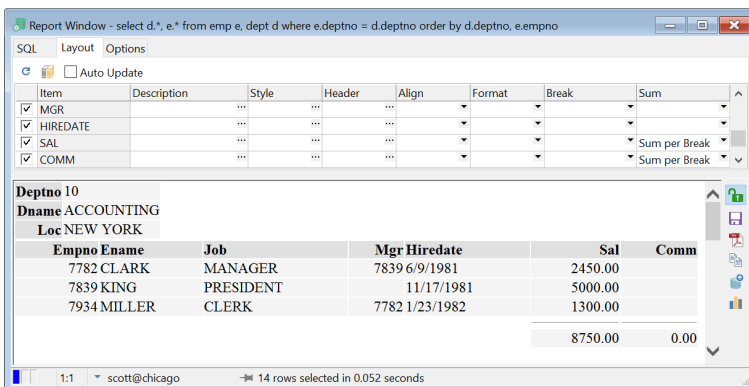 Report Window - select d.*, e.* from emp e, dept d where e.deptno = d.deptno order by d.deptno, e.empno
SQL Layout Options
Auto Update
Item Description Style Header Align Format Break Sum
MGR ... ... ...
HIREDATE ... ... ...
SAL ... ... ... Sum per Break
COMM ... ... ... Sum per Break
Deptno 10
Dname ACCOUNTING
Loc NEW YORK
Empno Ename Job Mgr Hiredate Sal Comm
7782 CLARK MANAGER 7839 6/9/1981 2450.00
7839 KING PRESIDENT 11/17/1981 5000.00
7934 MILLER CLERK 7782 1/23/1982 1300.00
8750.00 0.00
1:1 scott@chicago 14 rows selected in 0.052 seconds